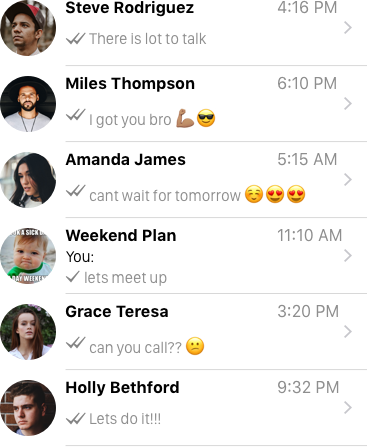 Steve Rodriguez 4:16 PM
There is lot to talk
Miles Thompson 6:10 PM
I got you bro 💪🏽😎
Amanda James 5:15 AM
cant wait for tomorrow ☺️😍😍
Weekend Plan 11:10 AM
You:
lets meet up
Grace Teresa 3:20 PM
can you call?? 😕
Holly Bethford 9:32 PM
Lets do it!!!